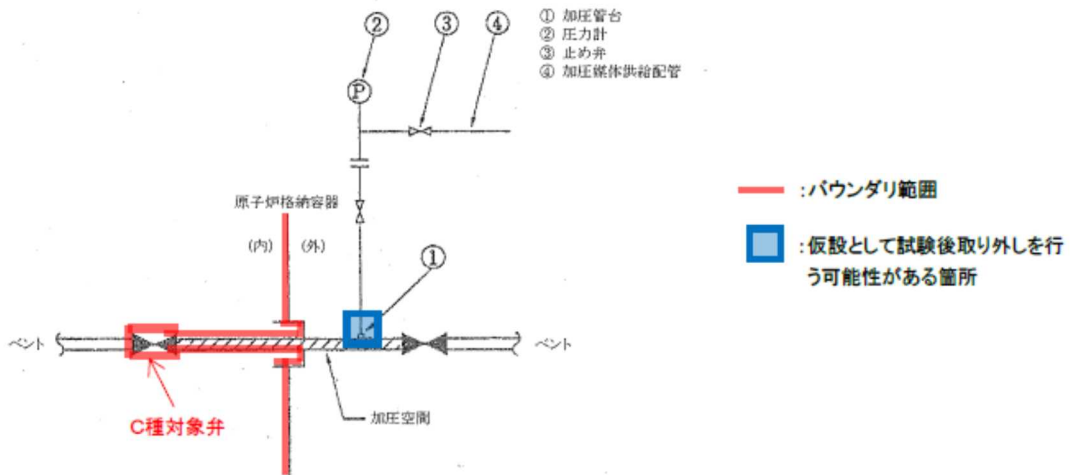 ② ③ ④
① 加圧管台
② 圧力計
③ 止め弁
④ 加圧媒体供給配管
P
原子炉格納容器
(内) (外)
①
ベント
ベント
加圧空間
C種対象弁
:バウンダリ範囲
:仮設として試験後取り外しを行
う可能性がある箇所